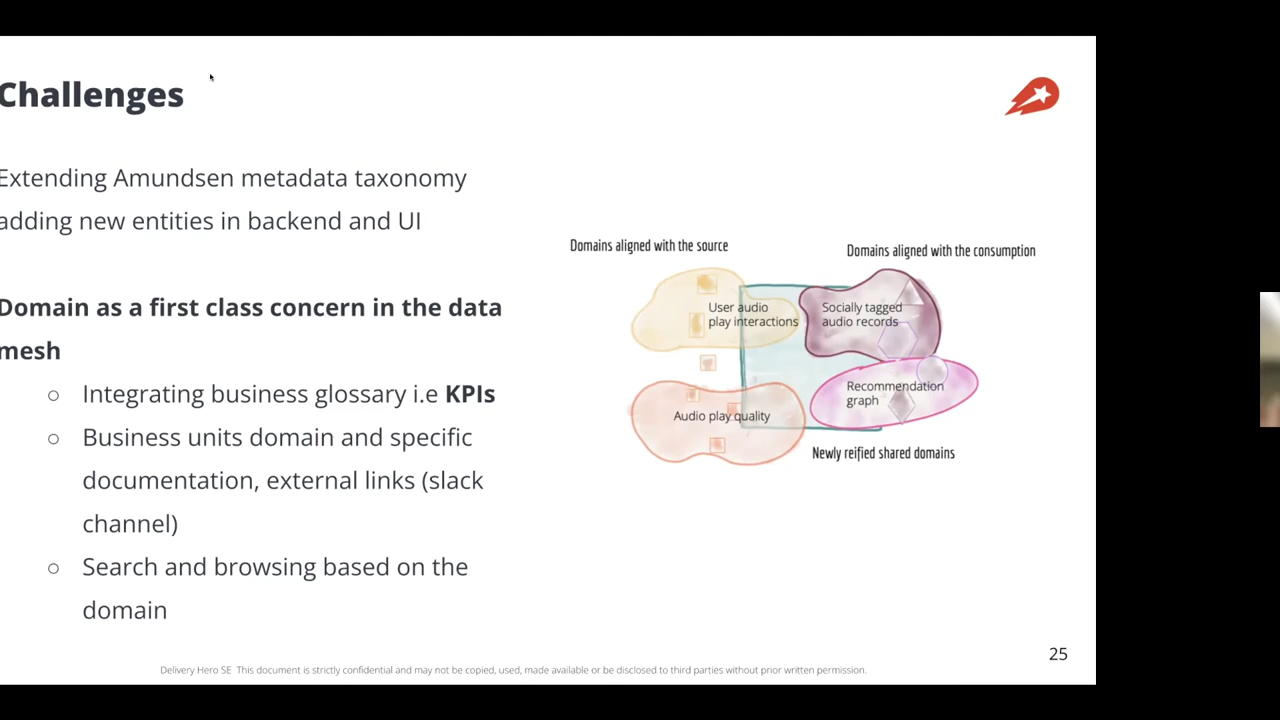 Challenges
Extending Amundsen metadata taxonomy
adding new entities in backend and UI
Domain as a first class concern in the data
mesh
○ Integrating business glossary i.e KPIs
○ Business units domain and specific
documentation, external links (slack
channel)
○ Search and browsing based on the
domain
Domains aligned with the source
Domains aligned with the consumption
User audio
play interactions
Socially tagged
audio records
Recommendation
graph
Audio play quality
Newly reified shared domains
25
Delivery Hero SE This document is strictly confidential and may not be copied, used, made available or be disclosed to third parties without prior written permission.